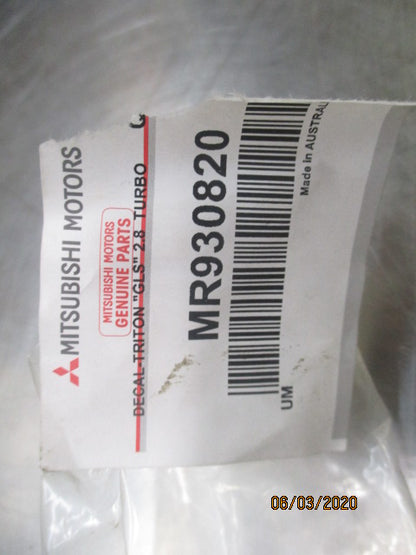 MITSUBISHI MOTORS
MITSUBISHI MOTORS
GENUINE PARTS
DECAL-TRITON "GLS" 2.8 TURBO
MR930820
UM
Made in AUSTRAL
06/03/2020